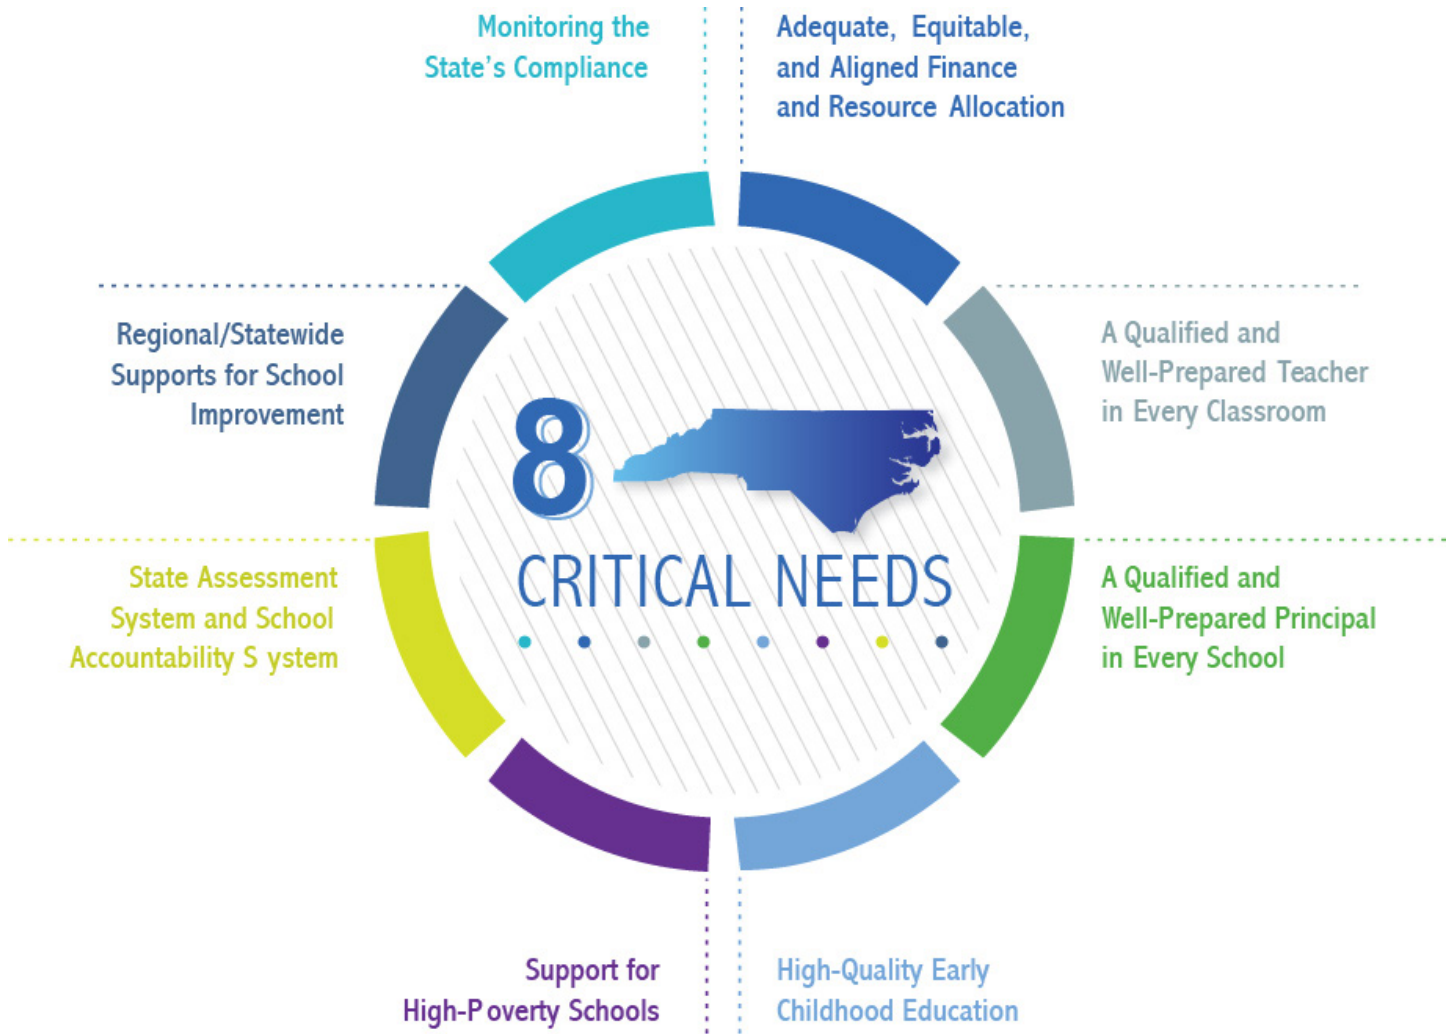 Monitoring the
State's Compliance
Adequate, Equitable,
and Aligned Finance
and Resource Allocation
Regional/Statewide
Supports for School
Improvement
A Qualified and
Well-Prepared Teacher
in Every Classroom
8
CRITICAL NEEDS
State Assessment
System and School
Accountability S ystem
A Qualified and
Well-Prepared Principal
in Every School
Support for
High-P overty Schools
High-Quality Early
Childhood Education